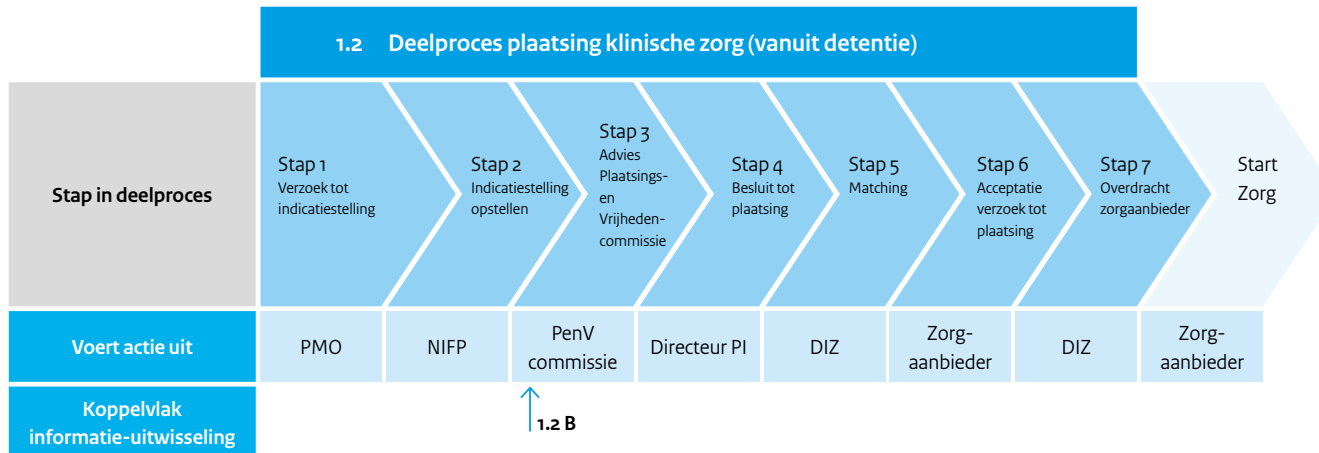 1.2 Deelproces plaatsing klinische zorg (vanuit detentie)
Stap in deelproces
Stap 1
Verzoek tot
indicatiestelling
Stap 2
Indicatiestelling
opstellen
Stap 3
Advies
Plaatsings-
en
Vrijheden-
commissie
Stap 4
Besluit tot
plaatsing
Stap 5
Matching
Stap 6
Acceptatie
verzoek tot
plaatsing
Stap 7
Overdracht
zorgaanbieder
Start
Zorg
Voert actie uit
PMO
NIFP
PenV
commissie
Directeur PI
DIZ
Zorg-
aanbieder
DIZ
Zorg-
aanbieder
Koppelvlak
informatie-uitwisseling
1.2 B